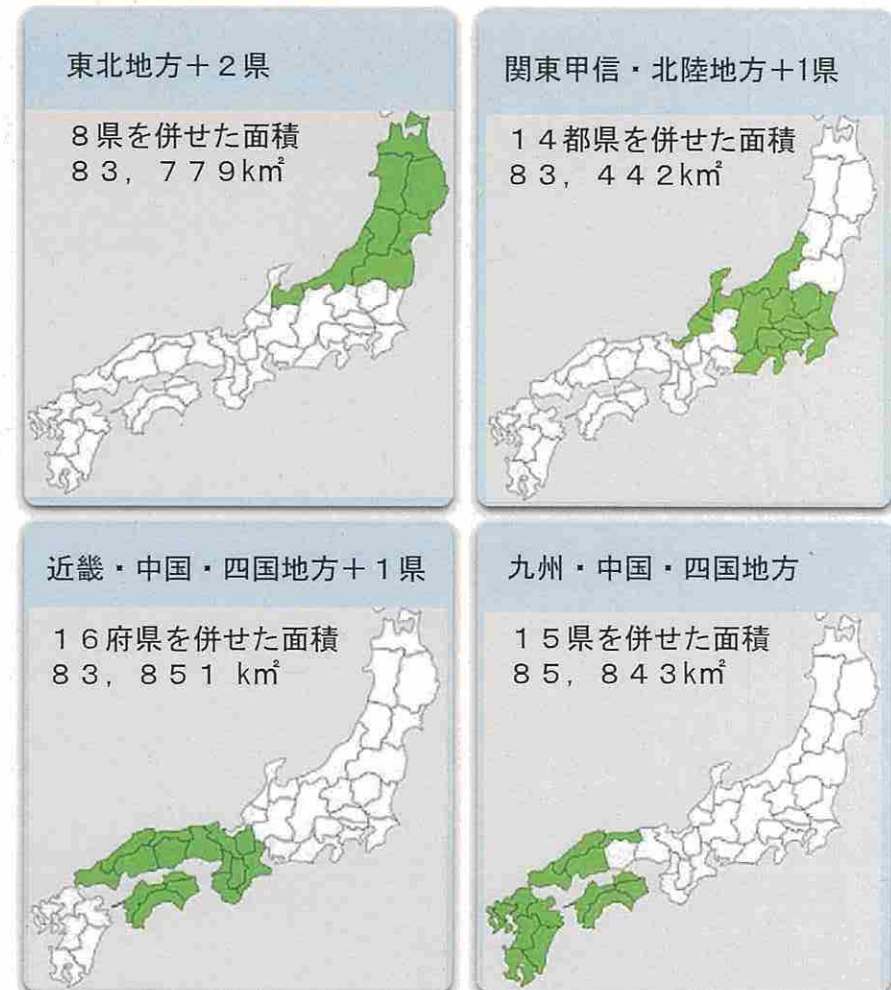 東北地方＋２県
８県を併せた面積
８３，７７９k㎡
関東甲信・北陸地方＋1県
１４都県を併せた面積
８３，４４２k㎡
近畿・中国・四国地方＋１県
１６府県を併せた面積
８３，８５１ k㎡
九州・中国・四国地方
１５県を併せた面積
８５，８４３k㎡